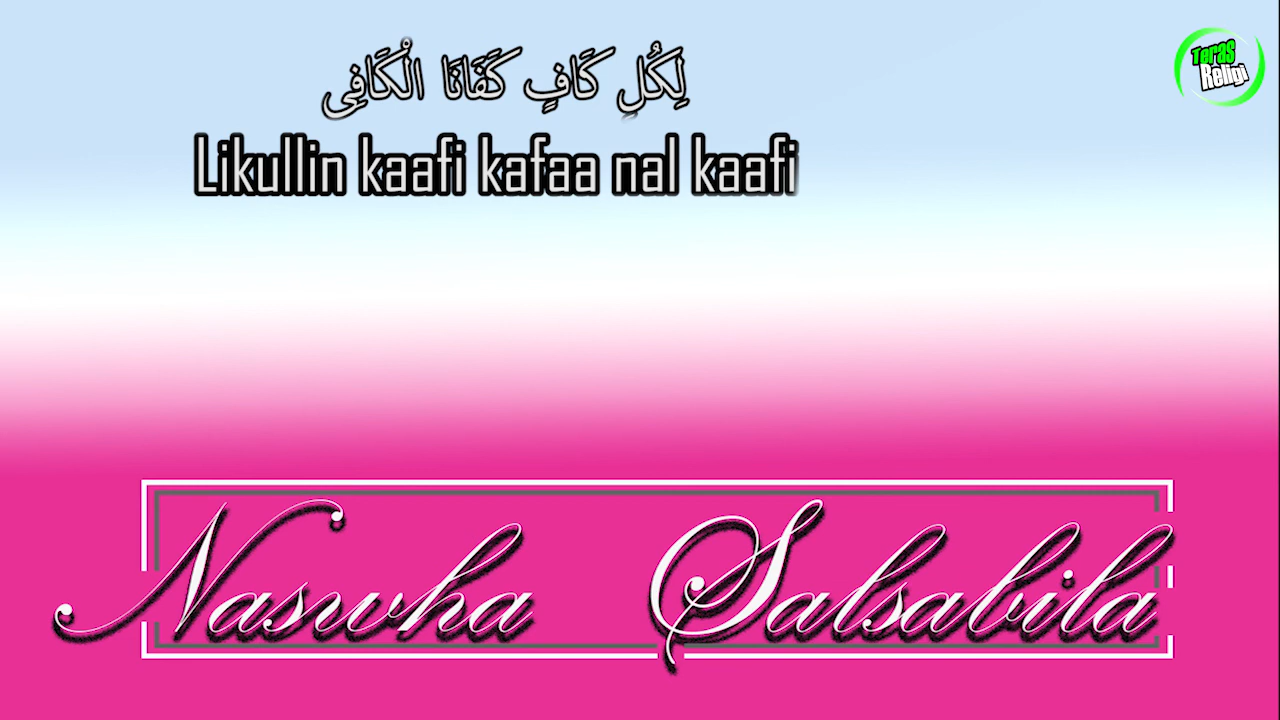 لِكُلِ كَافٍ كَفَانَا الْكَافِى
Likullin kaafi kafaa nal kaafi
Teras
Religi
Naswha Salsabila